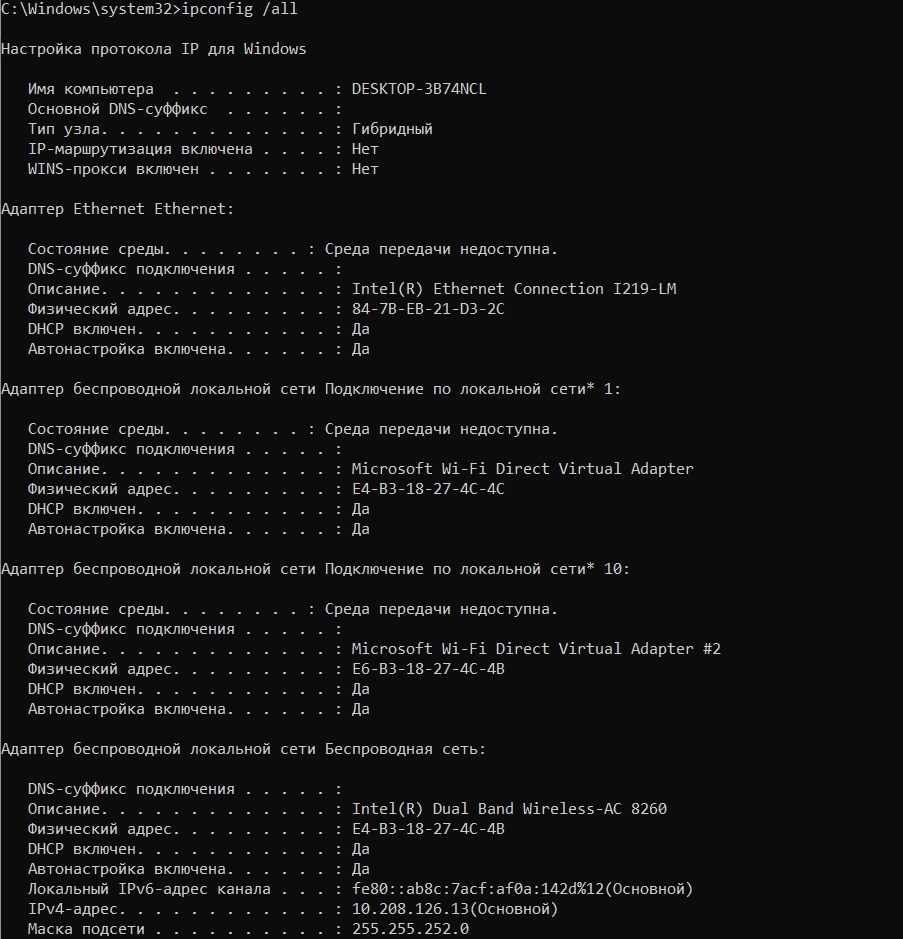 C:\Windows\system32>ipconfig /all
Настройка протокола IP для Windows
Имя компьютера . . . . . . . . . : DESKTOP-3B74NCL
Основной DNS-суффикс . . . . . . :
Тип узла. . . . . . . . . . . . . : Гибридный
IP-маршрутизация включена . . . . : Нет
WINS-прокси включен . . . . . . . : Нет
Адаптер Ethernet Ethernet:
Состояние среды. . . . . . . . : Среда передачи недоступна.
DNS-суффикс подключения . . . . . :
Описание. . . . . . . . . . . . . : Intel(R) Ethernet Connection I219-LM
Физический адрес. . . . . . . . . : 84-7B-EB-21-D3-2C
DHCP включен. . . . . . . . . . . : Да
Автонастройка включена. . . . . . : Да
Адаптер беспроводной локальной сети Подключение по локальной сети* 1:
Состояние среды. . . . . . . . : Среда передачи недоступна.
DNS-суффикс подключения . . . . . :
Описание. . . . . . . . . . . . . : Microsoft Wi-Fi Direct Virtual Adapter
Физический адрес. . . . . . . . . : E4-B3-18-27-4C-4C
DHCP включен. . . . . . . . . . . : Да
Автонастройка включена. . . . . . : Да
Адаптер беспроводной локальной сети Подключение по локальной сети* 10:
Состояние среды. . . . . . . . : Среда передачи недоступна.
DNS-суффикс подключения . . . . . :
Описание. . . . . . . . . . . . . : Microsoft Wi-Fi Direct Virtual Adapter #2
Физический адрес. . . . . . . . . : E6-B3-18-27-4C-4B
DHCP включен. . . . . . . . . . . : Да
Автонастройка включена. . . . . . : Да
Адаптер беспроводной локальной сети Беспроводная сеть:
DNS-суффикс подключения . . . . . :
Описание. . . . . . . . . . . . . : Intel(R) Dual Band Wireless-AC 8260
Физический адрес. . . . . . . . . : E4-B3-18-27-4C-4B
DHCP включен. . . . . . . . . . . : Да
Автонастройка включена. . . . . . : Да
Локальный IPv6-адрес канала . . . : fe80::ab8c:7acf:af0a:142d%12(Основной)
IPv4-адрес. . . . . . . . . . . . : 10.208.126.13(Основной)
Маска подсети . . . . . . . . . . : 255.255.252.0